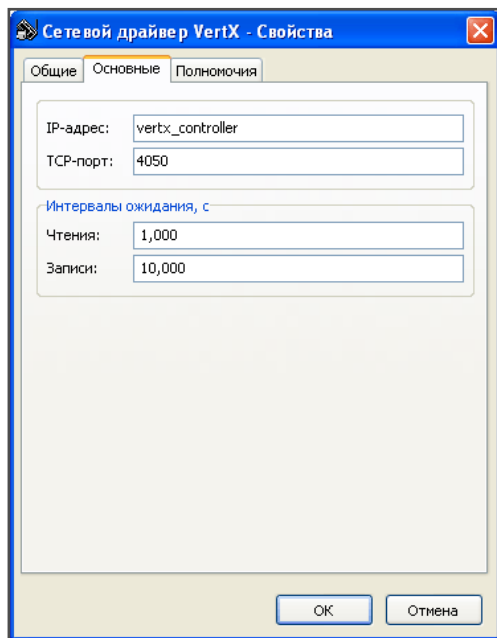 Сетевой драйвер VertX - Свойства
Общие Основные Полномочия
IP-адрес: vertx_controller
TCP-порт: 4050
Интервалы ожидания, с
Чтения: 1,000
Записи: 10,000
OK Отмена